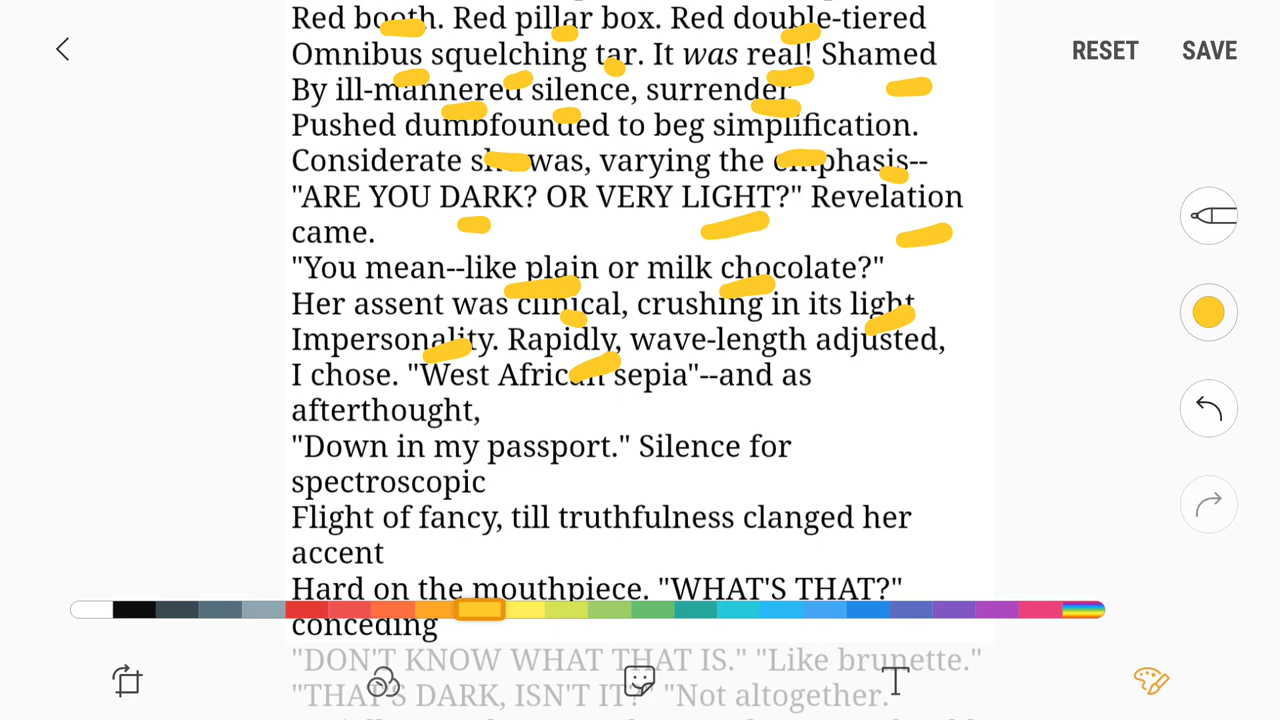 Red booth. Red pillar box. Red double-tiered
RESET SAVE
Omnibus squelching tar. It was real! Shamed
By ill-mannered silence, surrender
Pushed dumbfounded to beg simplification.
Considerate she was, varying the emphasis--
"ARE YOU DARK? OR VERY LIGHT?" Revelation
came.
"You mean--like plain or milk chocolate?"
Her assent was clinical, crushing in its light
Impersonality. Rapidly, wave-length adjusted,
I chose. "West African sepia"--and as
afterthought,
"Down in my passport." Silence for
spectroscopic
Flight of fancy, till truthfulness clanged her
accent
Hard on the mouthpiece. "WHAT'S THAT?"
conceding
"DON'T KNOW WHAT THAT IS." "Like brunette."
"THAT'S DARK, ISN'T IT?" "Not altogether.
T